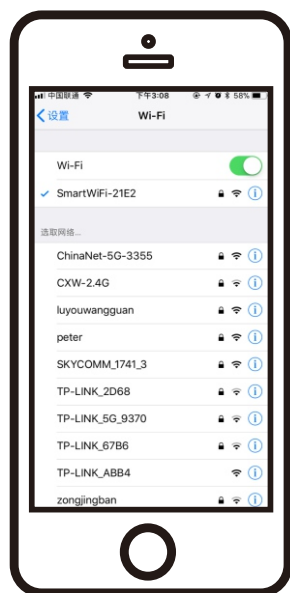 中国联通 下午3:08 58%
设置 Wi-Fi
Wi-Fi
SmartWiFi-21E2
选取网络...
ChinaNet-5G-3355
CXW-2.4G
luyouwangguan
peter
SKYCOMM_1741_3
TP-LINK_2D68
TP-LINK_5G_9370
TP-LINK_67B6
TP-LINK_ABB4
zongjingban